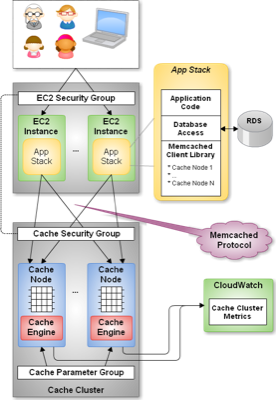 EC2 Security Group
EC2
Instance
App
Stack
...
EC2
Instance
App
Stack
App Stack
Application
Code
Database
Access
Memcached
Client Library
* Cache Node 1
* ...
* Cache Node N
RDS
Memcached
Protocol
Cache Security Group
Cache
Node
Cache
Engine
...
Cache
Node
Cache
Engine
Cache Parameter Group
Cache Cluster
CloudWatch
Cache Cluster
Metrics